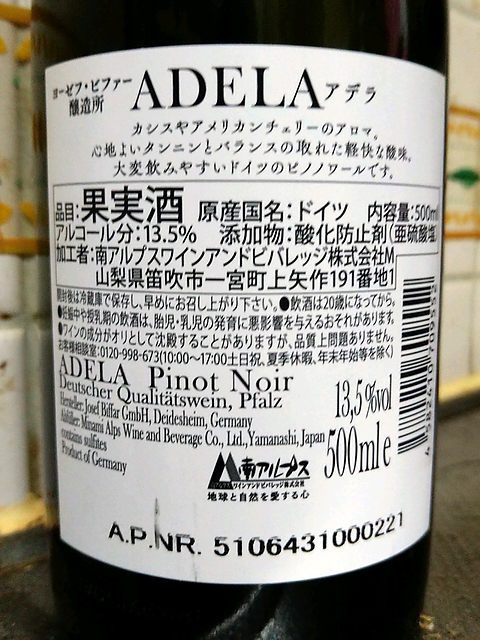 ヨーゼフ・ビファー
醸造所
ADELA アデラ
カシスやアメリカンチェリーのアロマ。
心地よいタンニンとバランスの取れた軽快な酸味。
大変飲みやすいドイツのピノノワールです。
品目:果実酒 原産国名:ドイツ 内容量:500ml
アルコール分:13.5% 添加物:酸化防止剤(亜硫酸塩)
加工者:南アルプスワインアンドビバレッジ株式会社M
山梨県笛吹市一宮町上矢作191番地1
開封後は冷蔵庫で保存し、早めにお召し上がり下さい。●飲酒は20歳になってから。
●妊娠中や授乳期の飲酒は、胎児・乳児の発育に悪影響を与えるおそれがあります。
●ワインの成分がオリとして沈殿することがありますが、品質上問題ありません。
お客様相談室:0120-998-673(10:00～17:00土日祝、夏季休暇、年末年始等を除く)
ADELA Pinot Noir
Deutscher Qualitätswein, Pfalz
Hersteller: Josef Biffar GmbH, Deidesheim, Germany
Abfüller: Minami Alps Wine and Beverage Co., Ltd., Yamanashi, Japan
contains sulfites
Product of Germany
13,5%vol
500ml e
南アルプス
ワインアンドビバレッジ株式会社
地球と自然を愛する心
A.P.NR. 5106431000221